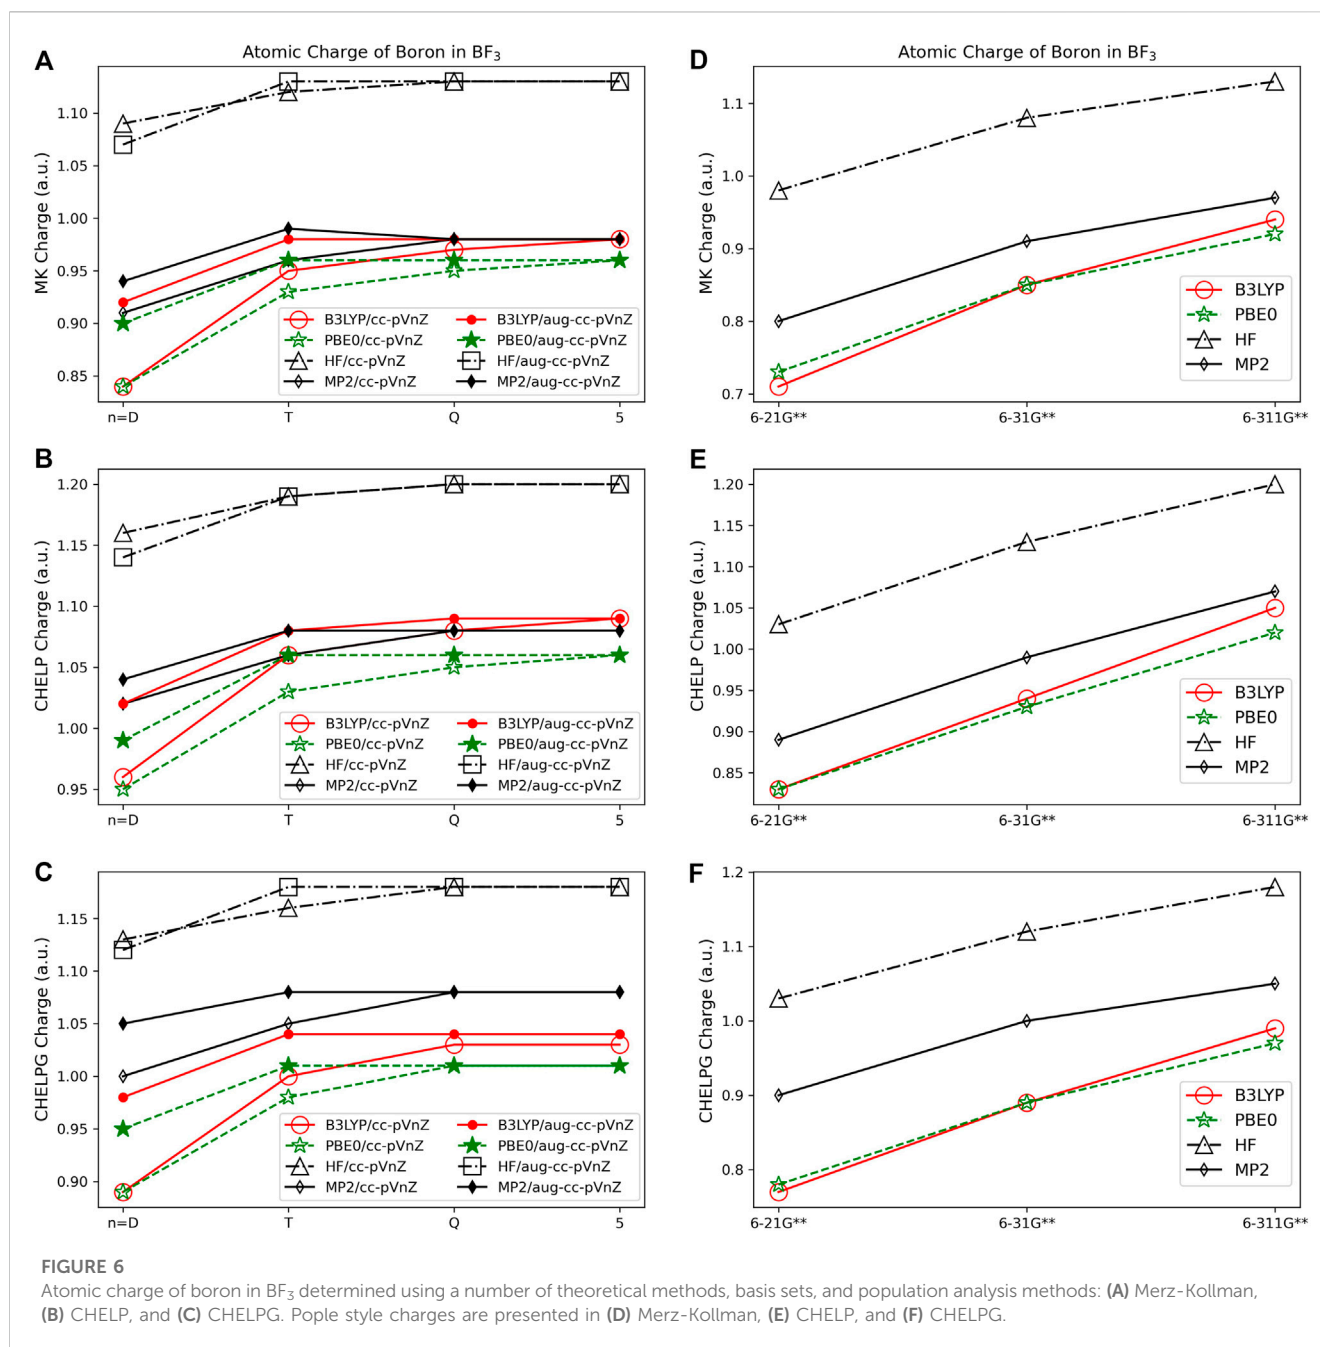 A
Atomic Charge of Boron in BF3
MK Charge (a.u.)
1.10
1.05
1.00
0.95
0.90
0.85
B3LYP/cc-pVnZ
PBE0/cc-pVnZ
HF/cc-pVnZ
MP2/cc-pVnZ
B3LYP/aug-cc-pVnZ
PBE0/aug-cc-pVnZ
HF/aug-cc-pVnZ
MP2/aug-cc-pVnZ
n=D T Q 5
D
Atomic Charge of Boron in BF3
MK Charge (a.u.)
1.1
1.0
0.9
0.8
0.7
B3LYP
PBE0
HF
MP2
6-21G** 6-31G** 6-311G**
B
CHELP Charge (a.u.)
1.20
1.15
1.10
1.05
1.00
0.95
B3LYP/cc-pVnZ
PBE0/cc-pVnZ
HF/cc-pVnZ
MP2/cc-pVnZ
B3LYP/aug-cc-pVnZ
PBE0/aug-cc-pVnZ
HF/aug-cc-pVnZ
MP2/aug-cc-pVnZ
n=D T Q 5
E
CHELP Charge (a.u.)
1.20
1.15
1.10
1.05
1.00
0.95
0.90
0.85
B3LYP
PBE0
HF
MP2
6-21G** 6-31G** 6-311G**
C
CHELPG Charge (a.u.)
1.15
1.10
1.05
1.00
0.95
0.90
B3LYP/cc-pVnZ
PBE0/cc-pVnZ
HF/cc-pVnZ
MP2/cc-pVnZ
B3LYP/aug-cc-pVnZ
PBE0/aug-cc-pVnZ
HF/aug-cc-pVnZ
MP2/aug-cc-pVnZ
n=D T Q 5
F
CHELPG Charge (a.u.)
1.2
1.1
1.0
0.9
0.8
B3LYP
PBE0
HF
MP2
6-21G** 6-31G** 6-311G**
FIGURE 6
Atomic charge of boron in BF3 determined using a number of theoretical methods, basis sets, and population analysis methods: (A) Merz-Kollman,
(B) CHELP, and (C) CHELPG. Pople style charges are presented in (D) Merz-Kollman, (E) CHELP, and (F) CHELPG.